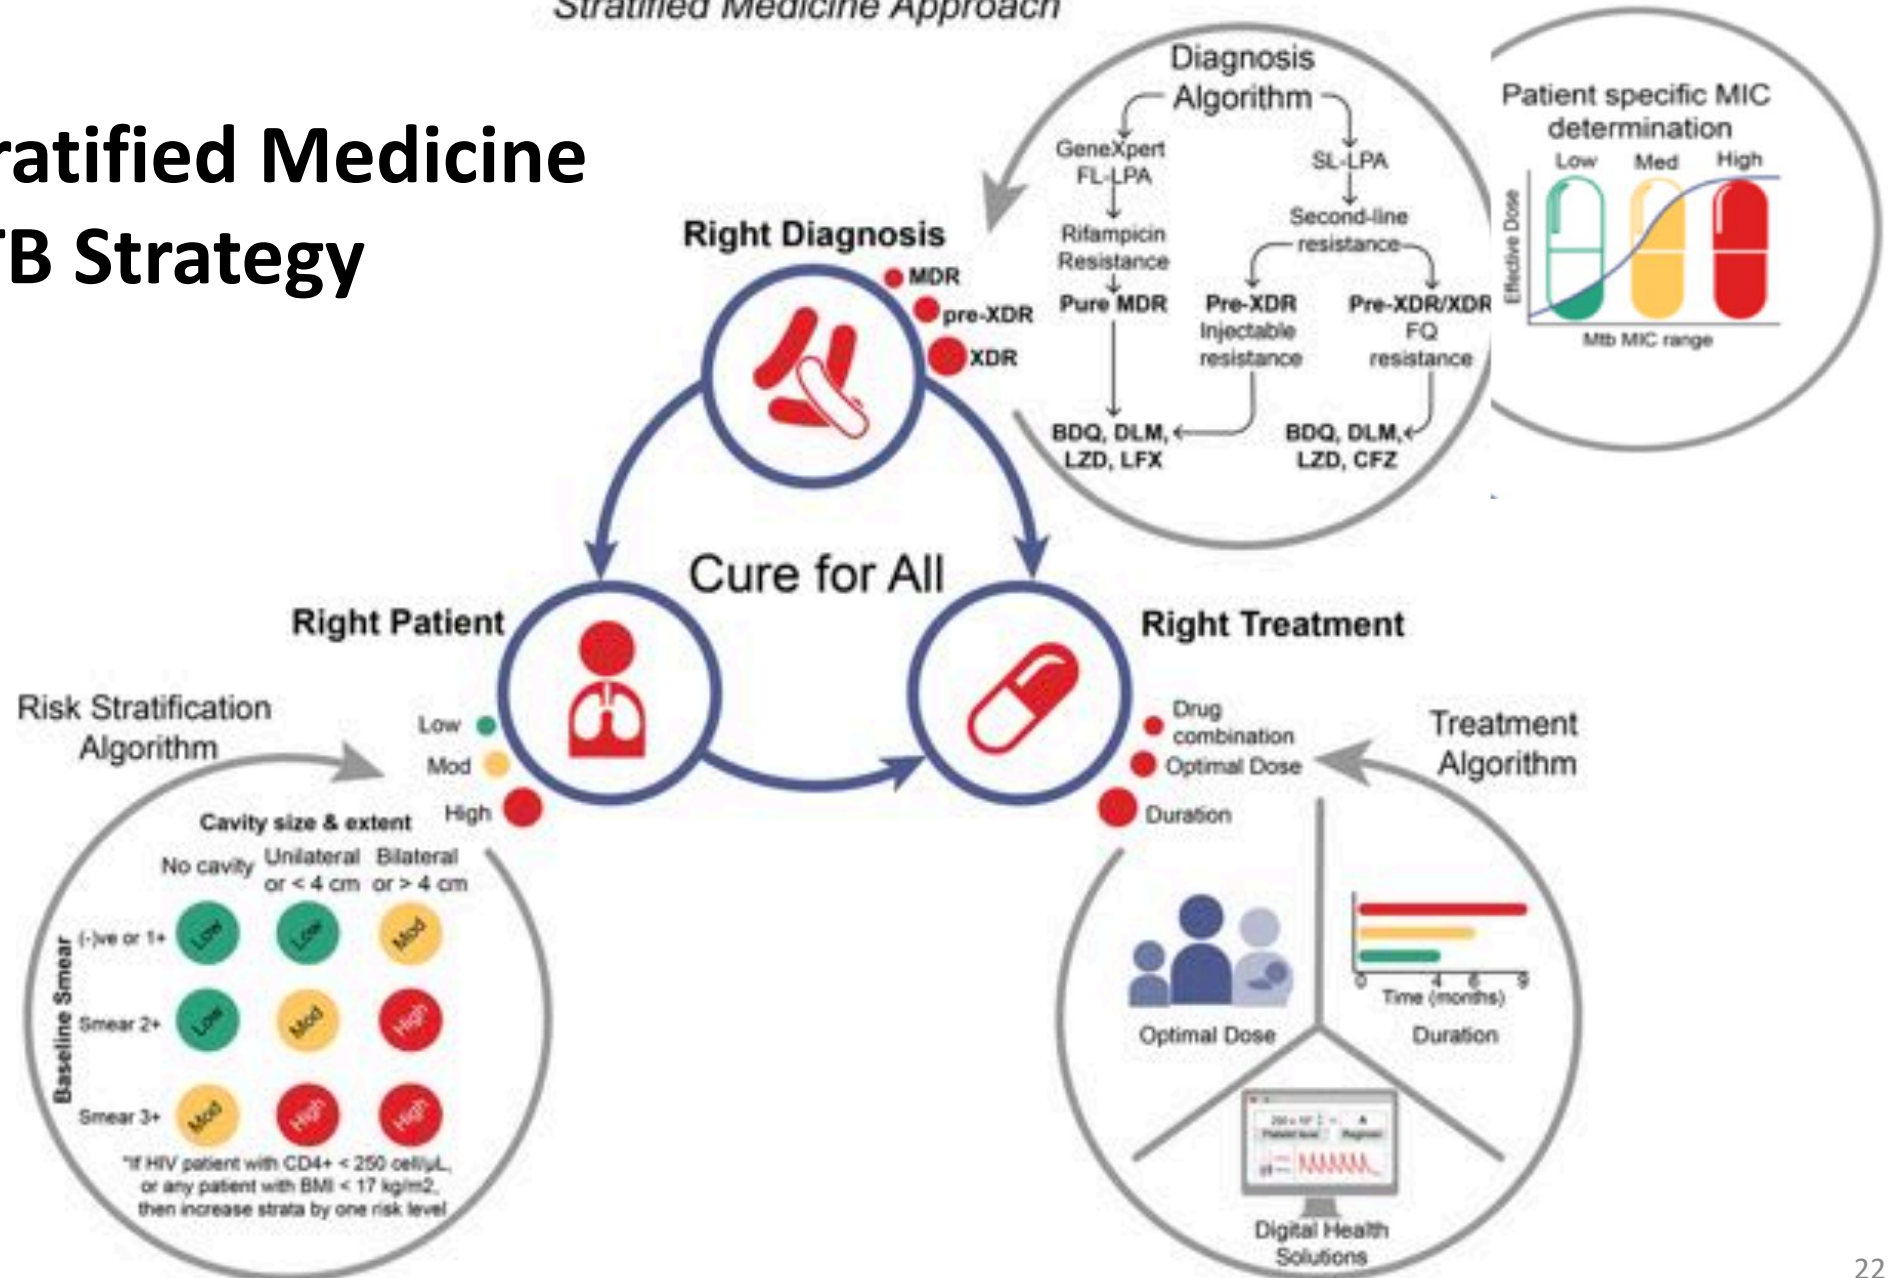 Stratified Medicine Approach
ratified Medicine
TB Strategy
Right Diagnosis
MDR
pre-XDR
XDR
Diagnosis
Algorithm
GeneXpert
FL-LPA
Rifampicin
Resistance
Pure MDR
SL-LPA
Second-line
resistance
Pre-XDR
Injectable
resistance
Pre-XDR/XDR
FQ
resistance
BDQ, DLM,
LZD, LFX
BDQ, DLM,
LZD, CFZ
Patient specific MIC
determination
Low Med High
Effective Dose
Mtb MIC range
Cure for All
Right Patient
Low
Mod
High
Right Treatment
Drug
combination
Optimal Dose
Duration
Risk Stratification
Algorithm
Cavity size & extent
No cavity
Unilateral
or < 4 cm
Bilateral
or > 4 cm
Baseline Smear
(-)ve or 1+ Low Low Mod
Smear 2+ Low Mod High
Smear 3+ Mod High High
*If HIV patient with CD4+ < 250 cell/µL,
or any patient with BMI < 17 kg/m2,
then increase strata by one risk level
Treatment
Algorithm
Optimal Dose
0 4 6 9
Time (months)
Duration
Platelet level
Regimen
Digital Health
Solutions
22